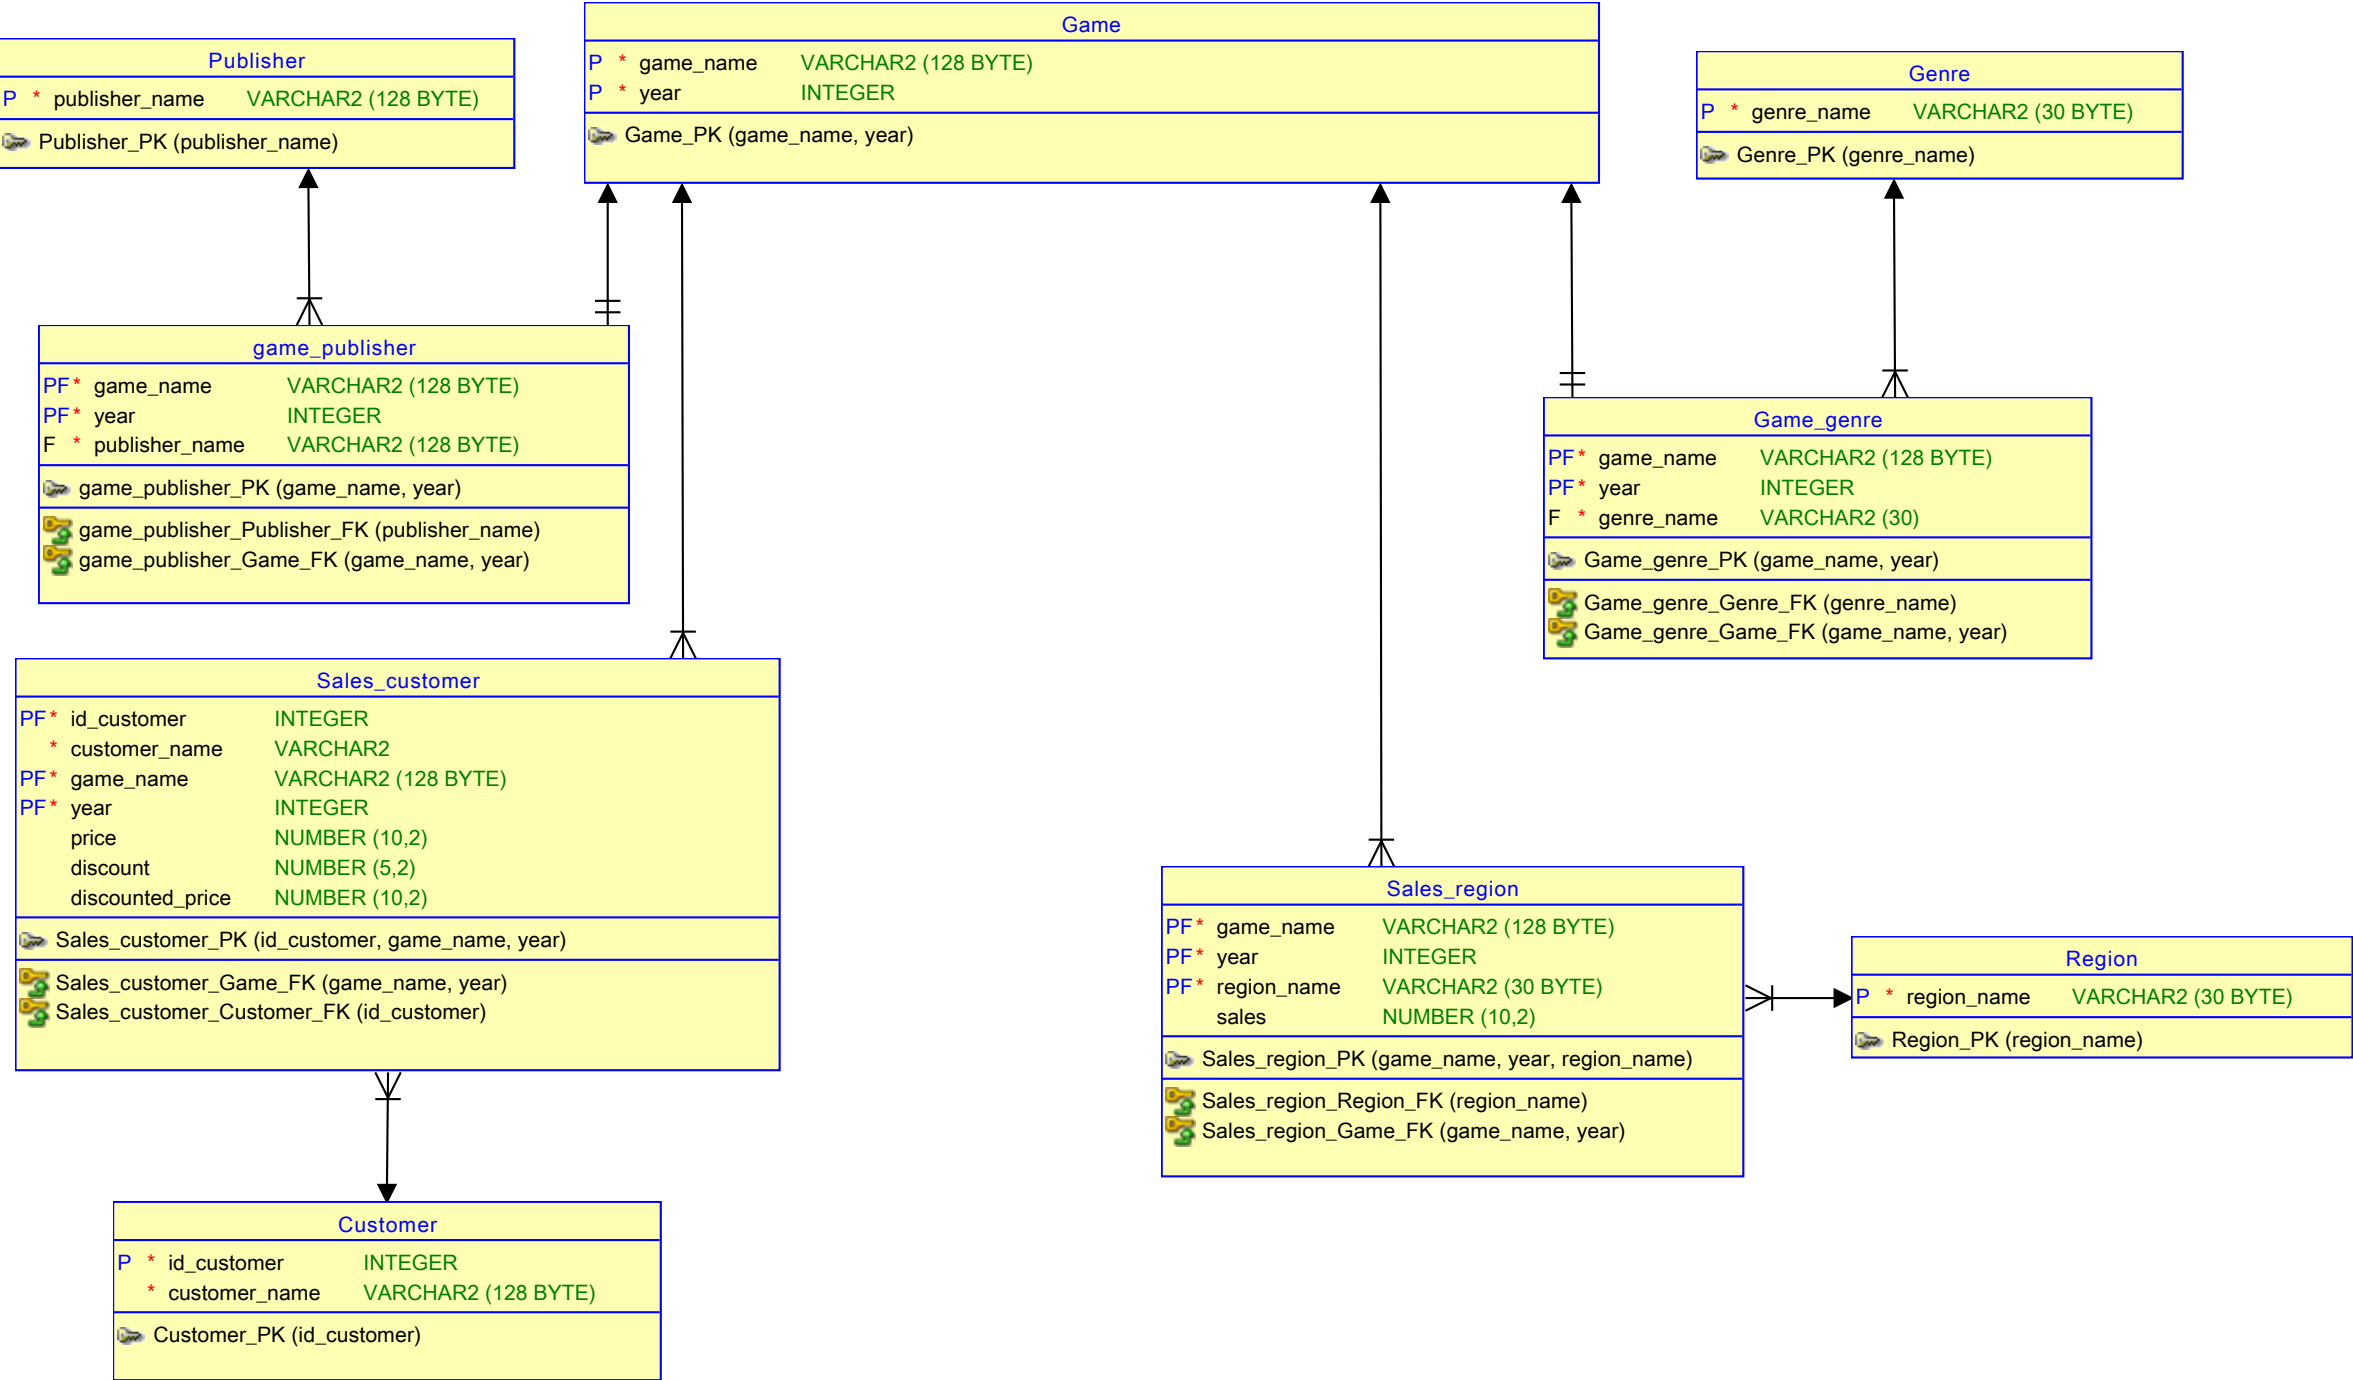 Publisher
P * publisher_name VARCHAR2 (128 BYTE)
Publisher_PK (publisher_name)
Game
P * game_name VARCHAR2 (128 BYTE)
P * year INTEGER
Game_PK (game_name, year)
Genre
P * genre_name VARCHAR2 (30 BYTE)
Genre_PK (genre_name)
game_publisher
PF* game_name VARCHAR2 (128 BYTE)
PF* year INTEGER
F * publisher_name VARCHAR2 (128 BYTE)
game_publisher_PK (game_name, year)
game_publisher_Publisher_FK (publisher_name)
game_publisher_Game_FK (game_name, year)
Game_genre
PF* game_name VARCHAR2 (128 BYTE)
PF* year INTEGER
F * genre_name VARCHAR2 (30)
Game_genre_PK (game_name, year)
Game_genre_Genre_FK (genre_name)
Game_genre_Game_FK (game_name, year)
Sales_customer
PF* id_customer INTEGER
* customer_name VARCHAR2
PF* game_name VARCHAR2 (128 BYTE)
PF* year INTEGER
price NUMBER (10,2)
discount NUMBER (5,2)
discounted_price NUMBER (10,2)
Sales_customer_PK (id_customer, game_name, year)
Sales_customer_Game_FK (game_name, year)
Sales_customer_Customer_FK (id_customer)
Sales_region
PF* game_name VARCHAR2 (128 BYTE)
PF* year INTEGER
PF* region_name VARCHAR2 (30 BYTE)
sales NUMBER (10,2)
Sales_region_PK (game_name, year, region_name)
Sales_region_Region_FK (region_name)
Sales_region_Game_FK (game_name, year)
Region
P * region_name VARCHAR2 (30 BYTE)
Region_PK (region_name)
Customer
P * id_customer INTEGER
* customer_name VARCHAR2 (128 BYTE)
Customer_PK (id_customer)